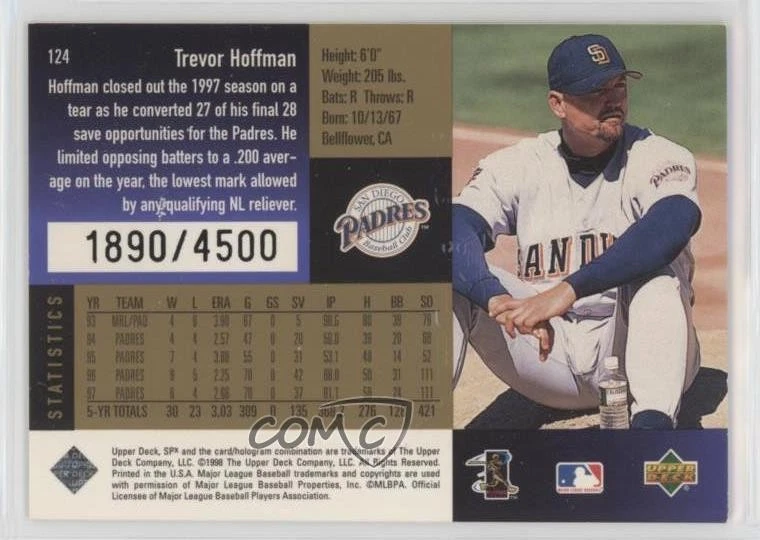 124 Trevor Hoffman
Hoffman closed out the 1997 season on a
tear as he converted 27 of his final 28
save opportunities for the Padres. He
limited opposing batters to a .200 aver-
age on the year, the lowest mark allowed
by any qualifying NL reliever.
1890/4500
Height: 6'0"
Weight: 205 lbs.
Bats: R Throws: R
Born: 10/13/67
Bellflower, CA
SAN DIEGO
PADRES
Baseball Club
TM
PADRES
SAN DI
STATISTICS
YR TEAM W L ERA G GS SV IP H BB SO
93 MRL/PAD 4 6 3.90 67 0 5 90.0 80 39 79
94 PADRES 4 4 2.57 47 0 20 56.0 39 20 68
95 PADRES 7 4 3.88 55 0 31 53.1 48 14 52
96 PADRES 9 5 2.25 70 0 42 88.0 50 31 111
97 PADRES 6 4 2.66 70 0 37 81.1 59 24 111
5-YR TOTALS 30 23 3.03 309 0 135 276 128 421
COMC
Upper Deck, SPx and the card/hologram combination are trademarks of The Upper
Deck Company, LLC. ©1998 The Upper Deck Company, LLC. All Rights Reserved.
Printed in the U.S.A. Major League Baseball trademarks and copyrights are used
with permission of Major League Baseball Properties, Inc. ©MLBPA. Official
Licensee of Major League Baseball Players Association.
UPPER
DECK